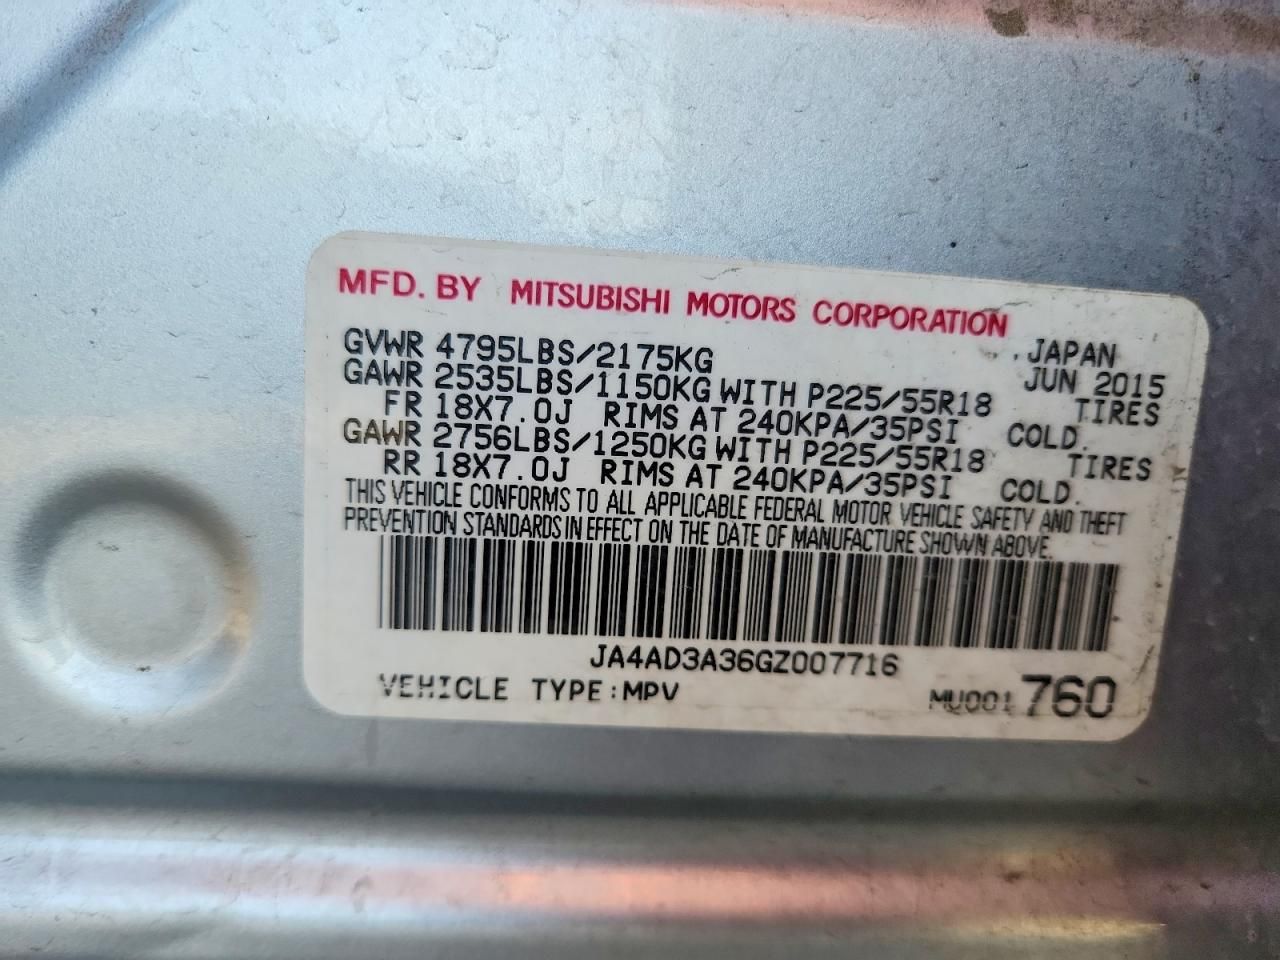 MFD. BY MITSUBISHI MOTORS CORPORATION
GVWR 4795LBS/2175KG JAPAN
JUN 2015
GAWR 2535LBS/1150KG WITH P225/55R18 TIRES
FR 18X7.0J RIMS AT 240KPA/35PSI COLD.
GAWR 2756LBS/1250KG WITH P225/55R18 TIRES
RR 18X7.0J RIMS AT 240KPA/35PSI COLD.
THIS VEHICLE CONFORMS TO ALL APPLICABLE FEDERAL MOTOR VEHICLE SAFETY AND THEFT
PREVENTION STANDARDS IN EFFECT ON THE DATE OF MANUFACTURE SHOWN ABOVE.
JA4AD3A36GZ007716
VEHICLE TYPE:MPV MU001760